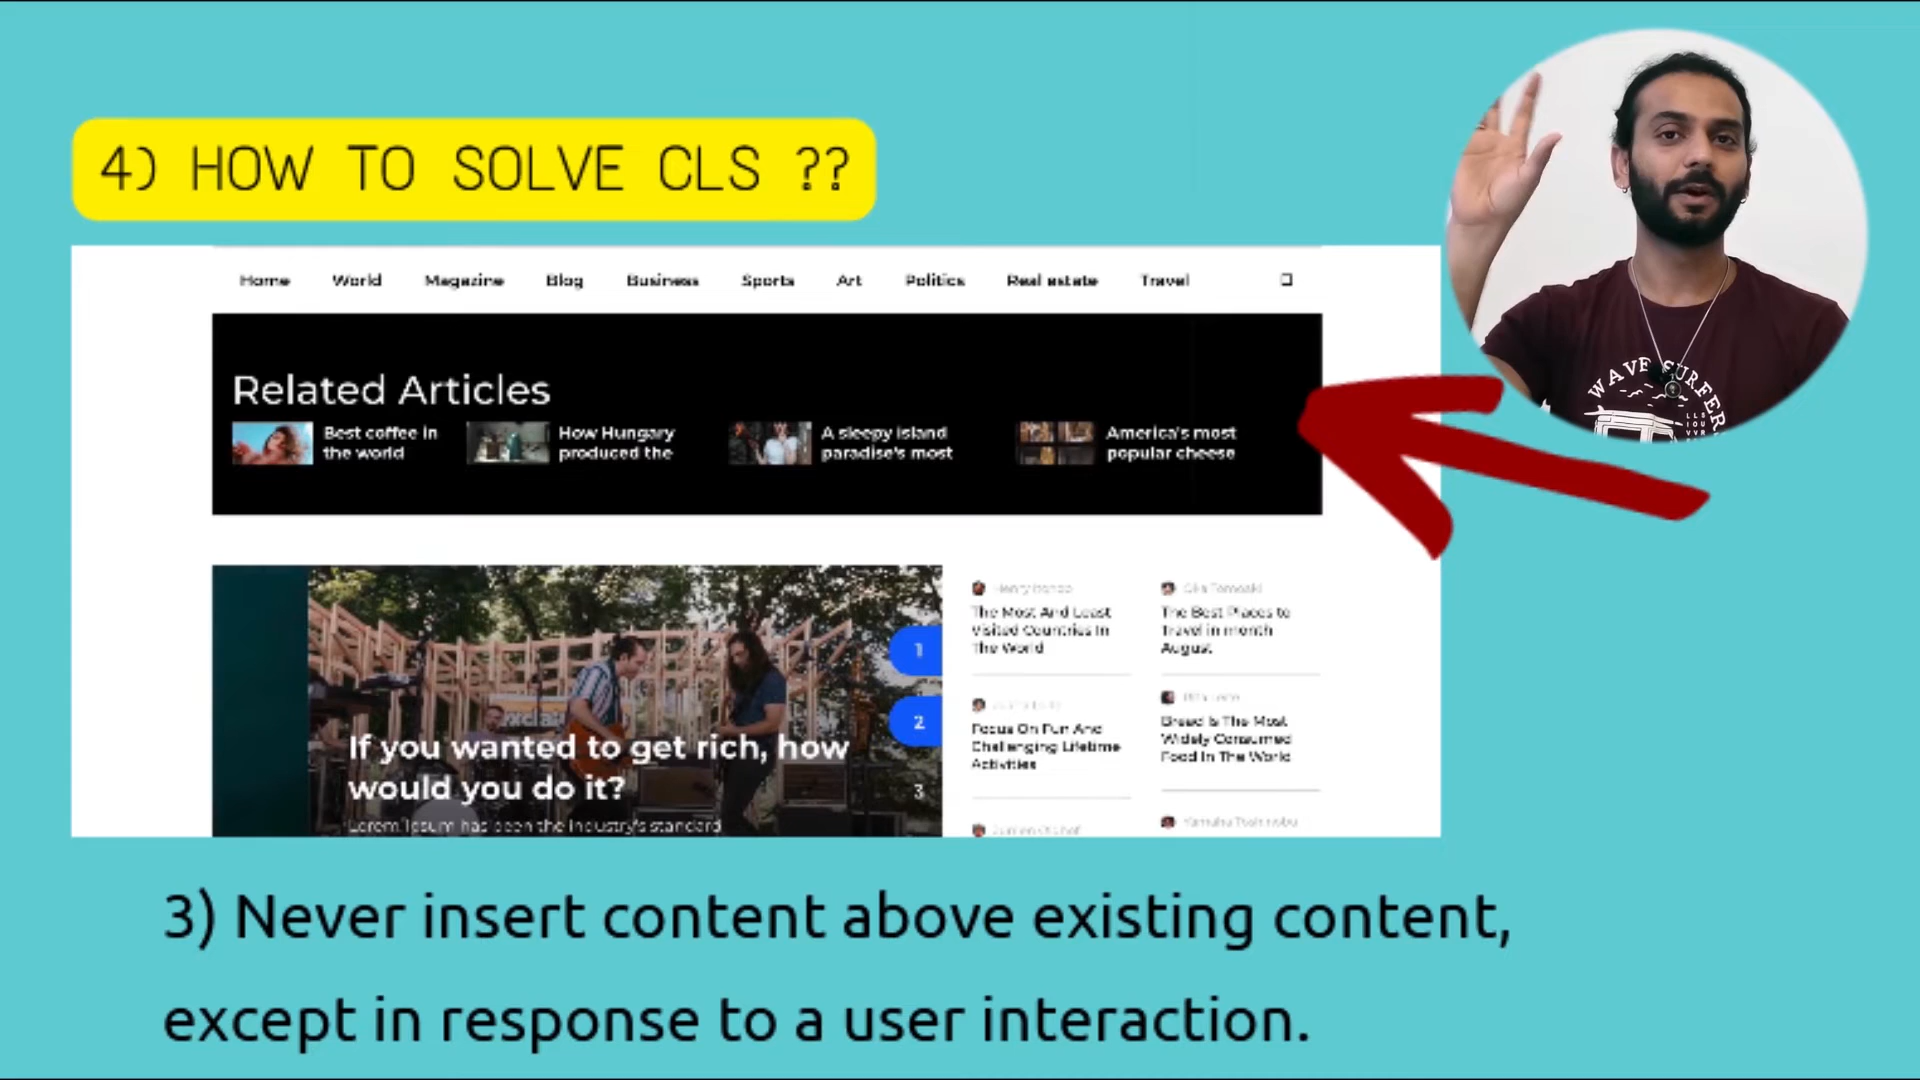 4) HOW TO SOLVE CLS ??
Home World Magazine Blog Business Sports Art Politics Real estate Travel
Related Articles
Best coffee in
the world
How Hungary
produced the
A sleepy island
paradise's most
America's most
popular cheese
WAVE SURFER
1
2
3
If you wanted to get rich, how
would you do it?
Lorem Ipsum has been the industry's standard
The Most And Least
Visited Countries In
The World
The Best Places to
Travel in month
August
Focus On Fun And
Challenging Lifetime
Activities
Bread Is The Most
Widely Consumed
Food In The World
3) Never insert content above existing content,
except in response to a user interaction.